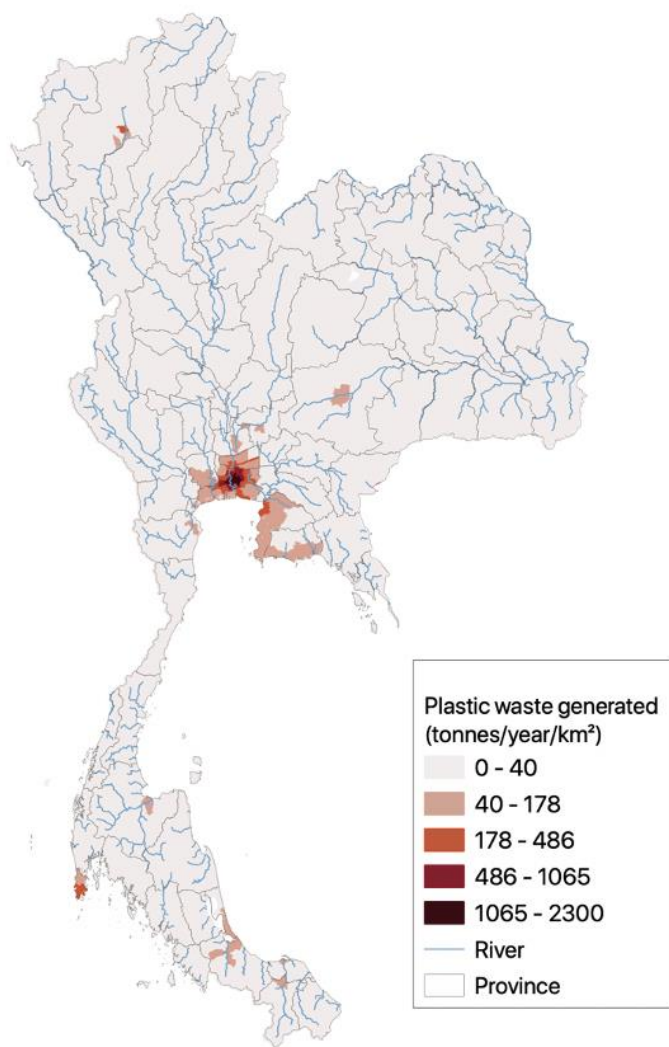 Plastic waste generated
(tonnes/year/km²)
0 - 40
40 - 178
178 - 486
486 - 1065
1065 - 2300
River
Province